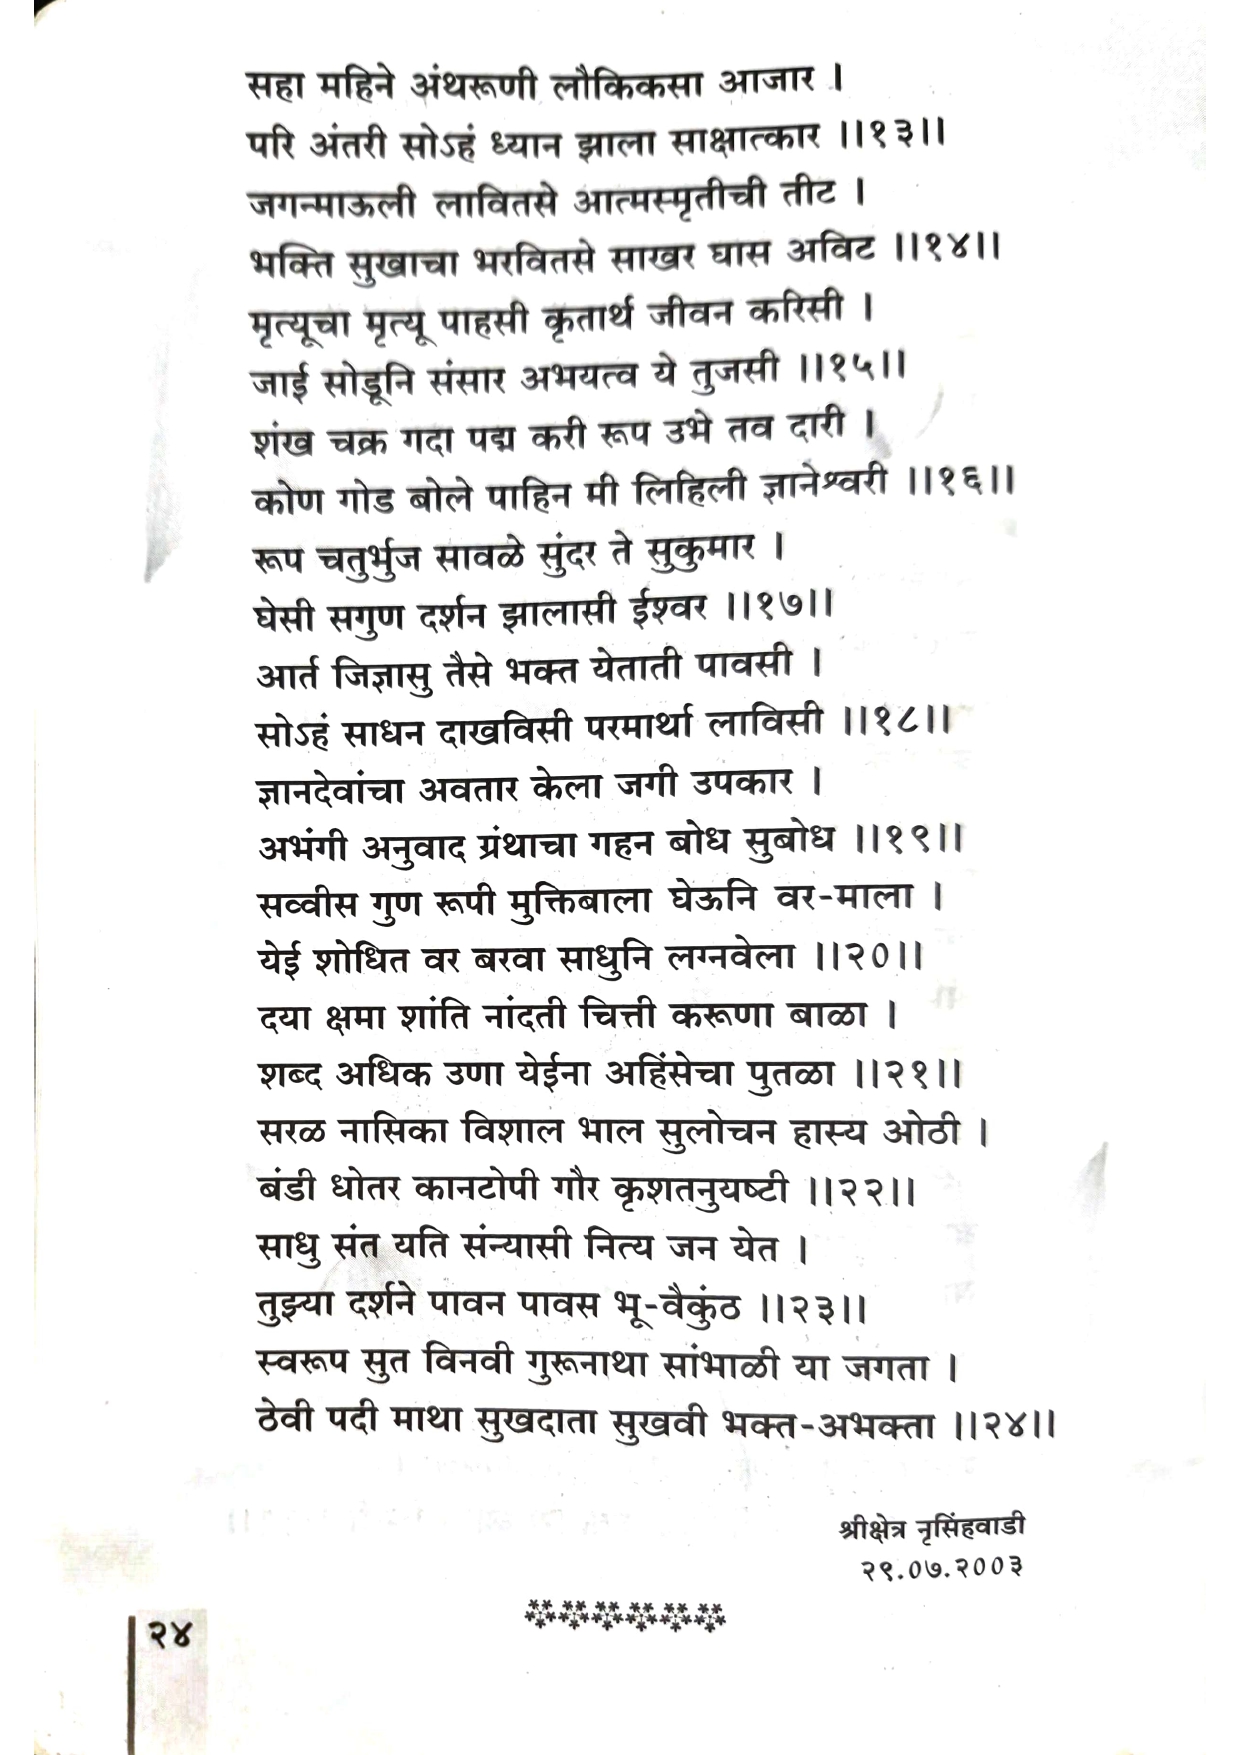 सहा महिने अंथरूणी लौकिकसा आजार ।
परि अंतरी सोऽहं ध्यान झाला साक्षात्कार ।।१३।।
जगन्माऊली लावितसे आत्मस्मृतीची तीट ।
भक्ति सुखाचा भरवितसे साखर घास अविट ।।१४।।
मृत्यूचा मृत्यू पाहसी कृतार्थ जीवन करिसी ।
जाई सोडूनि संसार अभयत्व ये तुजसी ।।१५।।
शंख चक्र गदा पद्म करी रूप उभे तव दारी ।
कोण गोड बोले पाहिन मी लिहिली ज्ञानेश्वरी ।।१६।।
रूप चतुर्भुज सावळे सुंदर ते सुकुमार ।
घेसी सगुण दर्शन झालासी ईश्वर ।।१७।।
आर्त जिज्ञासु तैसे भक्त येताती पावसी ।
सोऽहं साधन दाखविसी परमार्था लाविसी ।।१८।।
ज्ञानदेवांचा अवतार केला जगी उपकार ।
अभंगी अनुवाद ग्रंथाचा गहन बोध सुबोध ।।१९।।
सव्वीस गुण रूपी मुक्तिबाला घेऊनि वर-माला ।
येई शोधित वर बरवा साधुनि लग्नवेला ।।२०।।
दया क्षमा शांति नांदती चित्ती करूणा बाळा ।
शब्द अधिक उणा येईना अहिंसेचा पुतळा ।।२१।।
सरळ नासिका विशाल भाल सुलोचन हास्य ओठी ।
बंडी धोतर कानटोपी गौर कृशतनुयष्टी ।।२२।।
साधु संत यति संन्यासी नित्य जन येत ।
तुझ्या दर्शने पावन पावस भू-वैकुंठ ।।२३।।
स्वरूप सुत विनवी गुरूनाथा सांभाळी या जगता ।
ठेवी पदी माथा सुखदाता सुखवी भक्त-अभक्ता ।।२४।।
श्रीक्षेत्र नृसिंहवाडी
२९.०७.२००३
२४